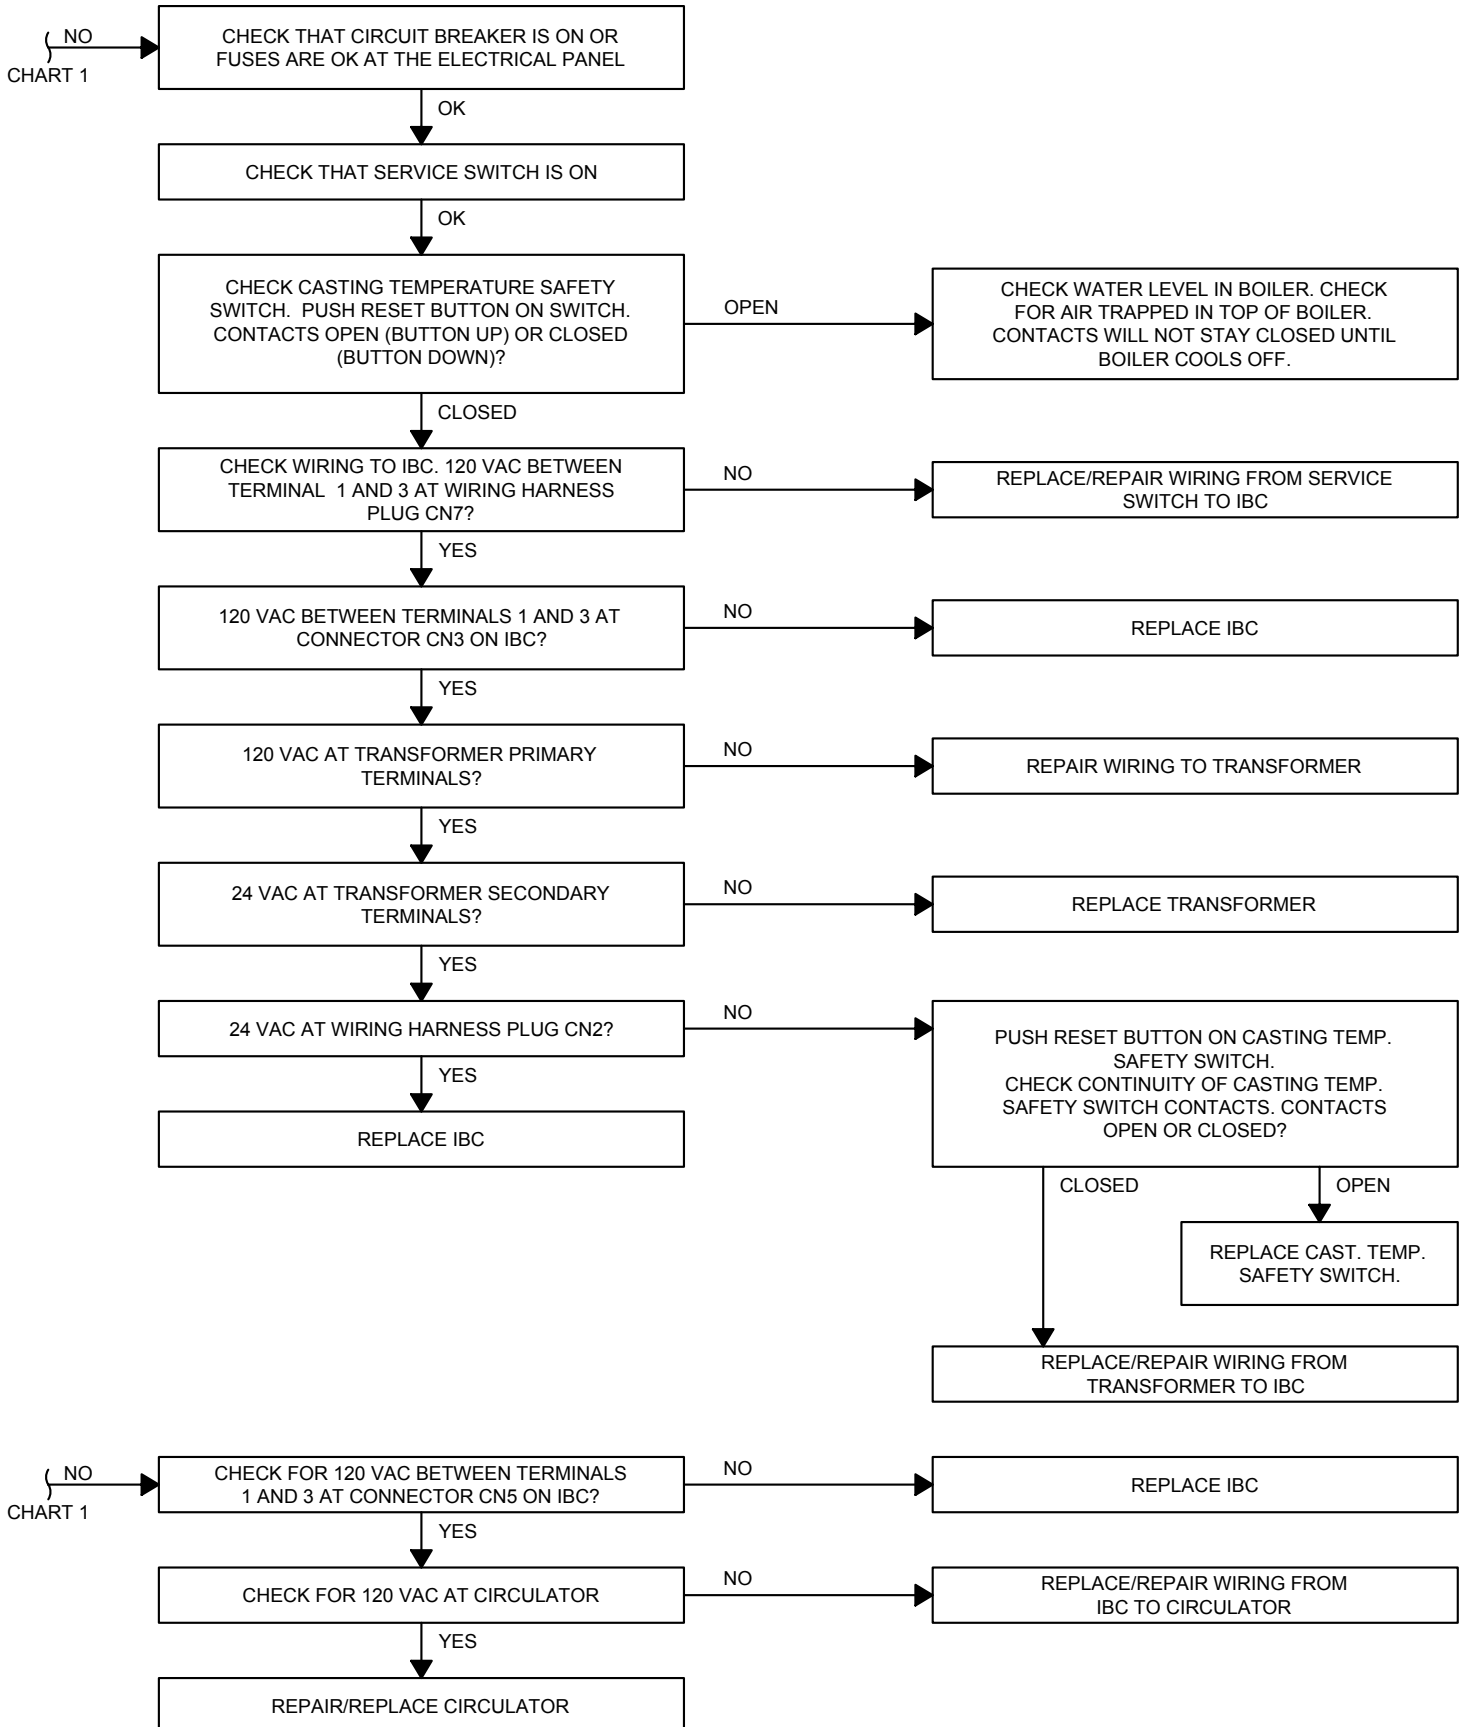 NO
CHART 1
CHECK THAT CIRCUIT BREAKER IS ON OR
FUSES ARE OK AT THE ELECTRICAL PANEL
OK
CHECK THAT SERVICE SWITCH IS ON
OK
CHECK CASTING TEMPERATURE SAFETY
SWITCH. PUSH RESET BUTTON ON SWITCH.
CONTACTS OPEN (BUTTON UP) OR CLOSED
(BUTTON DOWN)?
OPEN
CHECK WATER LEVEL IN BOILER. CHECK
FOR AIR TRAPPED IN TOP OF BOILER.
CONTACTS WILL NOT STAY CLOSED UNTIL
BOILER COOLS OFF.
CLOSED
CHECK WIRING TO IBC. 120 VAC BETWEEN
TERMINAL 1 AND 3 AT WIRING HARNESS
PLUG CN7?
NO
REPLACE/REPAIR WIRING FROM SERVICE
SWITCH TO IBC
YES
120 VAC BETWEEN TERMINALS 1 AND 3 AT
CONNECTOR CN3 ON IBC?
NO
REPLACE IBC
YES
120 VAC AT TRANSFORMER PRIMARY
TERMINALS?
NO
REPAIR WIRING TO TRANSFORMER
YES
24 VAC AT TRANSFORMER SECONDARY
TERMINALS?
NO
REPLACE TRANSFORMER
YES
24 VAC AT WIRING HARNESS PLUG CN2?
NO
PUSH RESET BUTTON ON CASTING TEMP.
SAFETY SWITCH.
CHECK CONTINUITY OF CASTING TEMP.
SAFETY SWITCH CONTACTS. CONTACTS
OPEN OR CLOSED?
YES
REPLACE IBC
CLOSED
OPEN
REPLACE CAST. TEMP.
SAFETY SWITCH.
REPLACE/REPAIR WIRING FROM
TRANSFORMER TO IBC
NO
CHART 1
CHECK FOR 120 VAC BETWEEN TERMINALS
1 AND 3 AT CONNECTOR CN5 ON IBC?
NO
REPLACE IBC
YES
CHECK FOR 120 VAC AT CIRCULATOR
NO
REPLACE/REPAIR WIRING FROM
IBC TO CIRCULATOR
YES
REPAIR/REPLACE CIRCULATOR